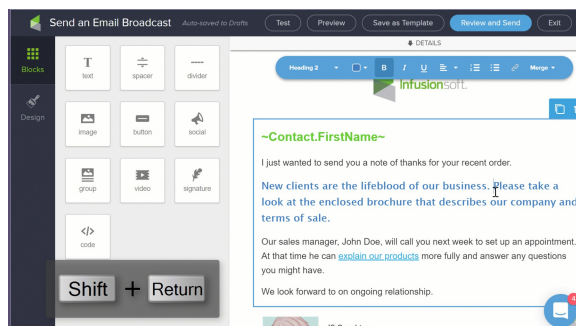 Send an Email Broadcast Auto-saved to Drafts Test Preview Save as Template Review and Send Exit
DETAILS
Blocks
Design
text spacer divider
image button social
group video signature
code
Heading 2 B I U Merge
Infusionsoft.
~Contact.FirstName~
I just wanted to send you a note of thanks for your recent order.
New clients are the lifeblood of our business. Please take a
look at the enclosed brochure that describes our company and
terms of sale.
Our sales manager, John Doe, will call you next week to set up an appointment.
At that time he can explain our products more fully and answer any questions
you might have.
We look forward to on ongoing relationship.
Shift + Return
4